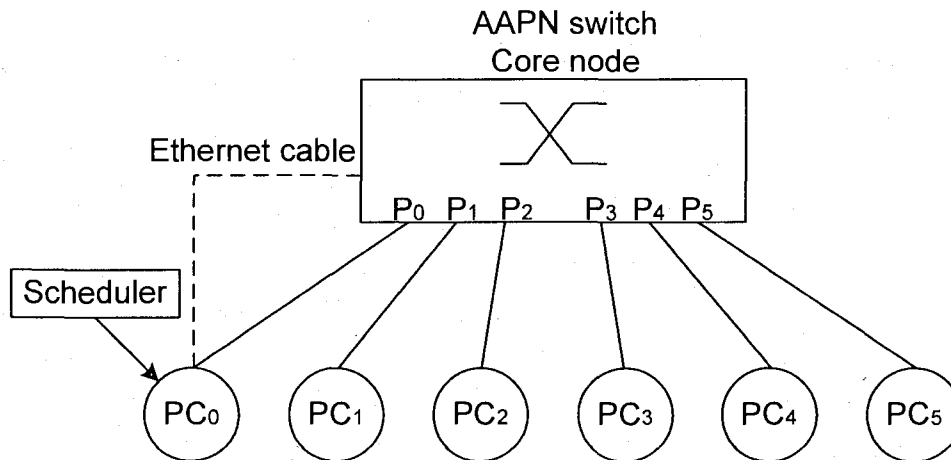 AAPN switch
Core node
Ethernet cable
P0 P1 P2 P3 P4 P5
Scheduler
PC0 PC1 PC2 PC3 PC4 PC5